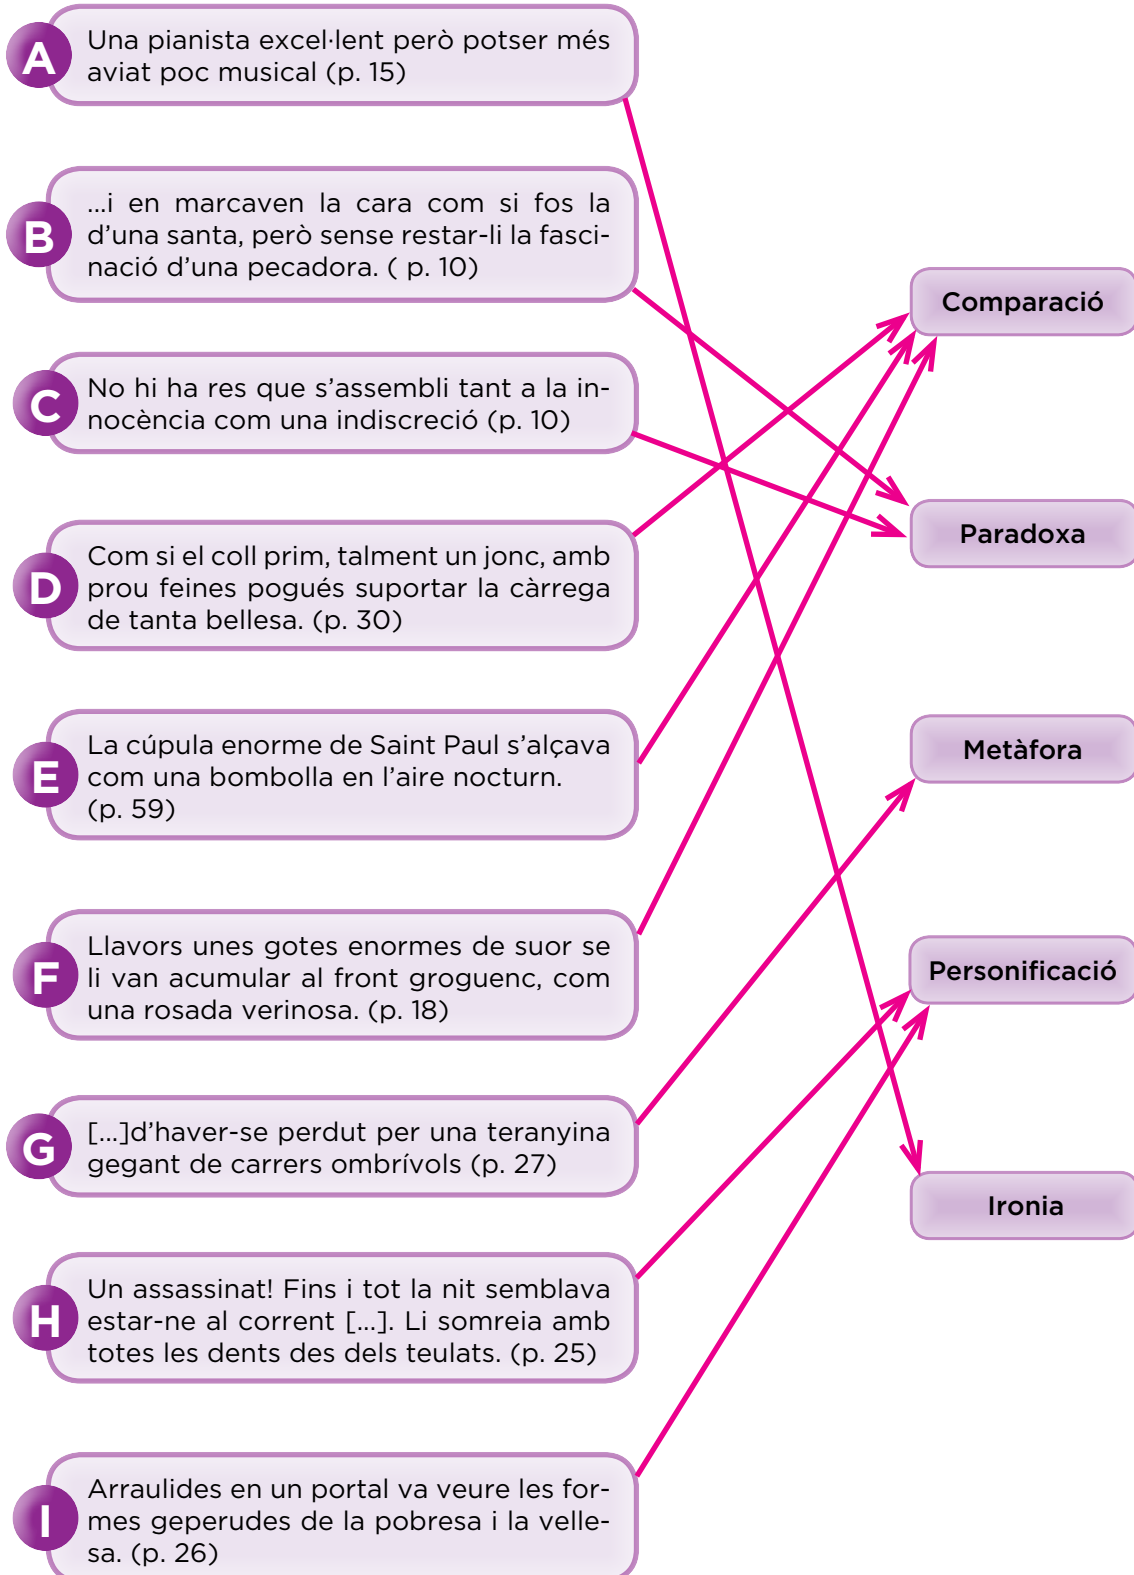 A
Una pianista excel·lent però potser més
aviat poc musical (p. 15)
B
...i en marcaven la cara com si fos la
d’una santa, però sense restar-li la fasci-
nació d’una pecadora. ( p. 10)
Comparació
C
No hi ha res que s’assembli tant a la in-
nocència com una indiscreció (p. 10)
Paradoxa
D
Com si el coll prim, talment un jonc, amb
prou feines pogués suportar la càrrega
de tanta bellesa. (p. 30)
E
La cúpula enorme de Saint Paul s’alçava
com una bombolla en l’aire nocturn.
(p. 59)
Metàfora
F
Llavors unes gotes enormes de suor se
li van acumular al front groguenc, com
una rosada verinosa. (p. 18)
Personificació
G
[...]d’haver-se perdut per una teranyina
gegant de carrers ombrívols (p. 27)
Ironia
H
Un assassinat! Fins i tot la nit semblava
estar-ne al corrent [...]. Li somreia amb
totes les dents des dels teulats. (p. 25)
I
Arraulides en un portal va veure les for-
mes geperudes de la pobresa i la velle-
sa. (p. 26)